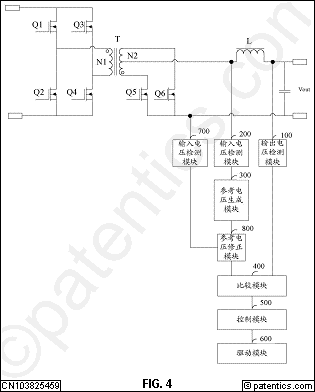 Q1
Q3
T
N1
N2
L
Q2
Q4
Q5
Q6
Vout
700
200
100
输入电
压检测
模块
输入电
压检测
模块
输出电
压检测
模块
300
参考电
压生成
模块
800
参考电
压修正
模块
400
比较模块
500
控制模块
600
驱动模块
©patentics.com
CN103825459
FIG. 4
© patentics.com